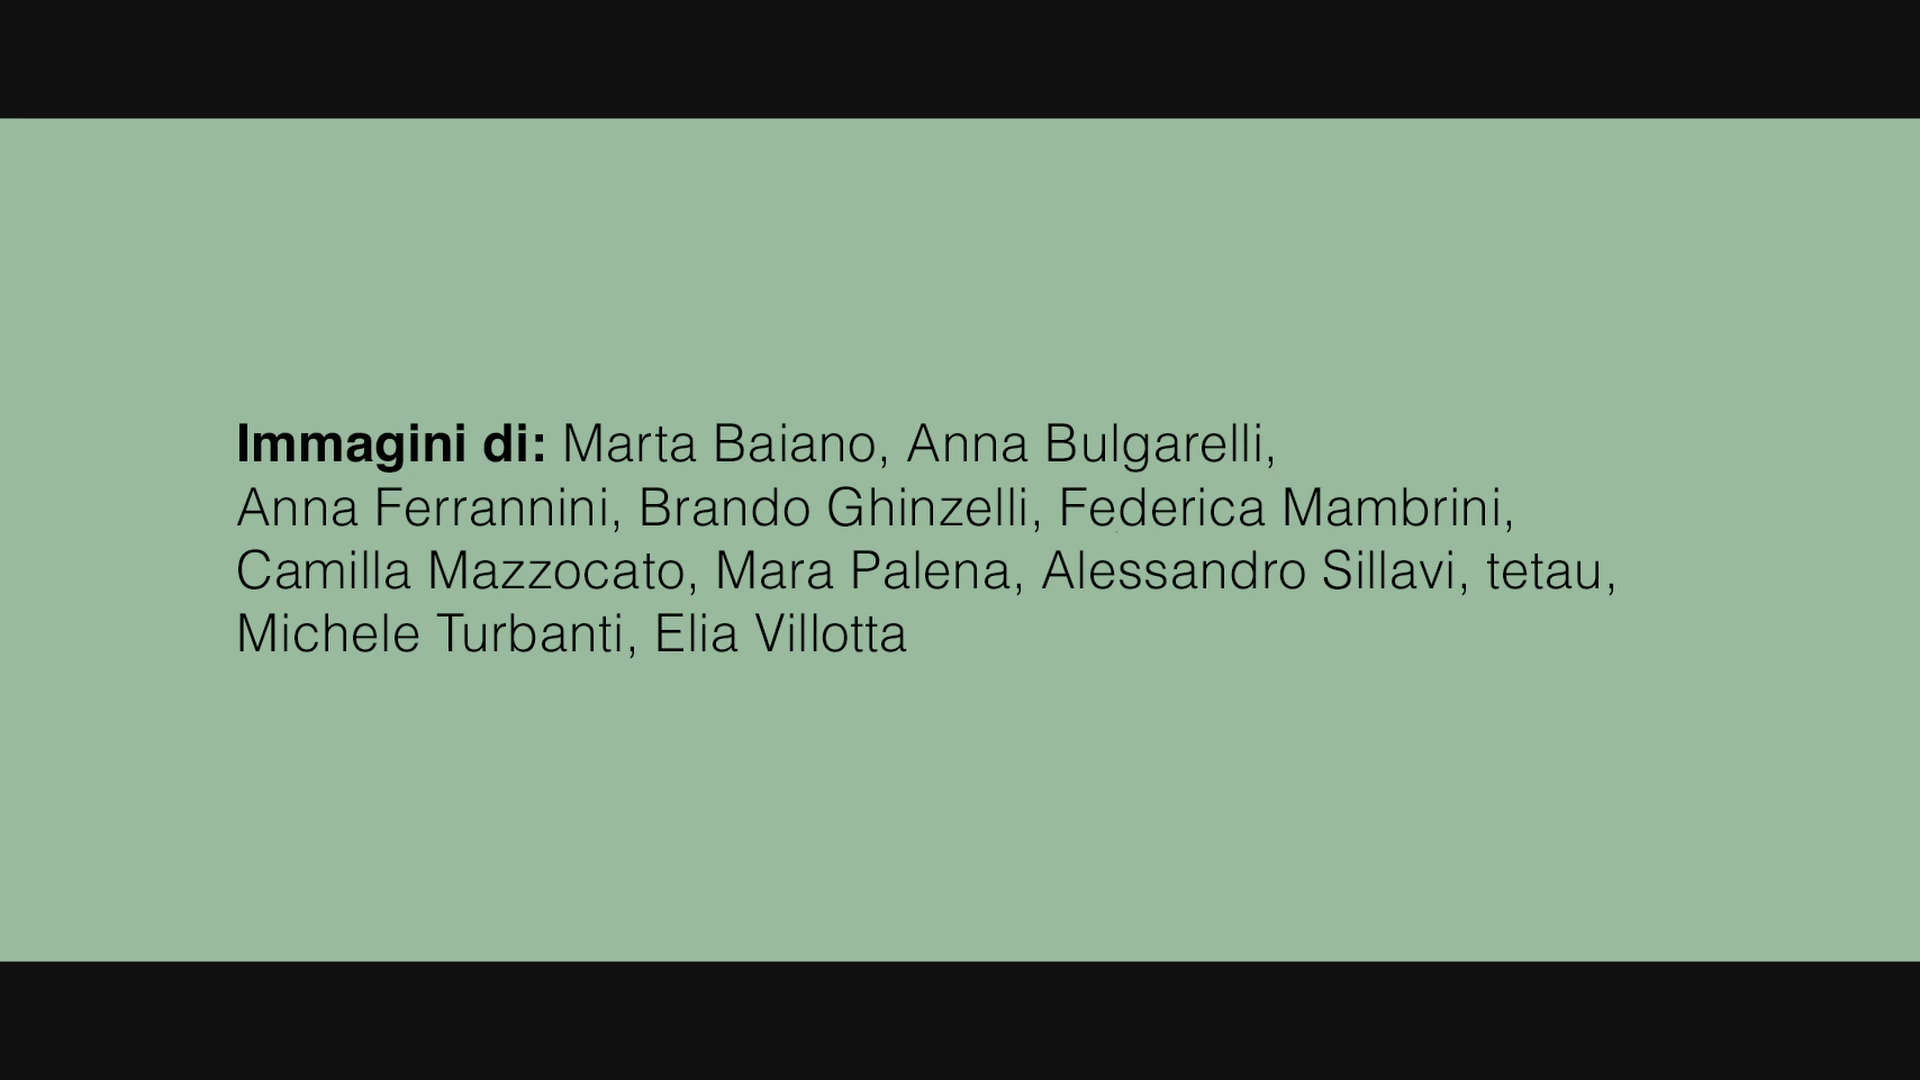 Immagini di: Marta Baiano, Anna Bulgarelli,
Anna Ferrannini, Brando Ghinzelli, Federica Mambrini,
Camilla Mazzocato, Mara Palena, Alessandro Sillavi, tetau,
Michele Turbanti, Elia Villotta